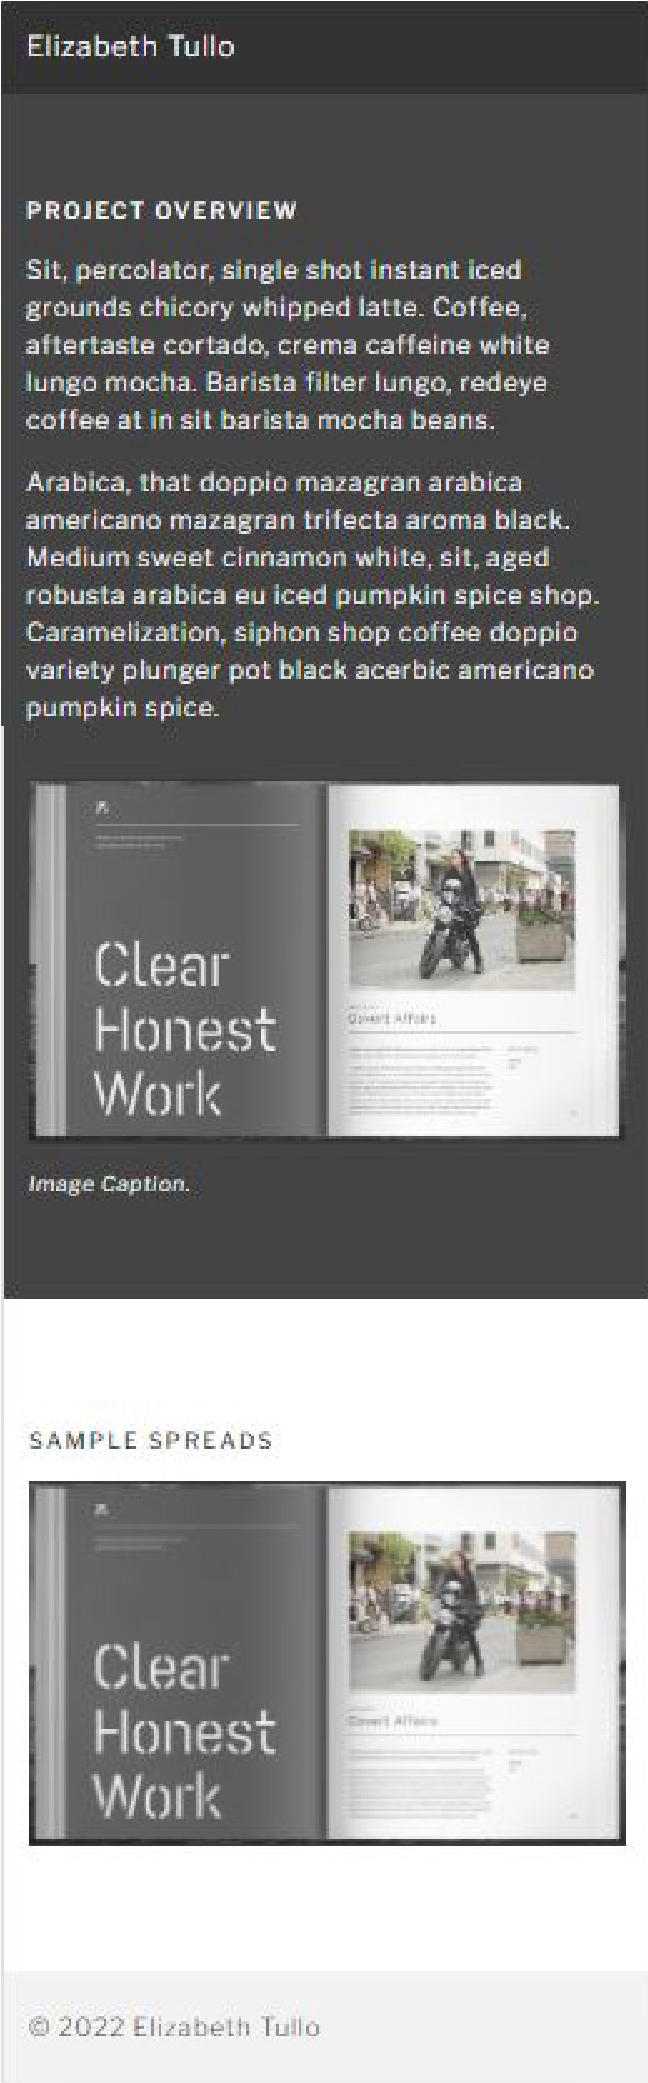 Elizabeth Tullo
PROJECT OVERVIEW
Sit, percolator, single shot instant iced
grounds chicory whipped latte. Coffee,
aftertaste cortado, crema caffeine white
lungo mocha. Barista filter lungo, redeye
coffee at in sit barista mocha beans.
Arabica, that doppio mazagran arabica
americano mazagran trifecta aroma black.
Medium sweet cinnamon white, sit, aged
robusta arabica eu iced pumpkin spice shop.
Caramelization, siphon shop coffee doppio
variety plunger pot black acerbic americano
pumpkin spice.
Clear
Honest
Work
Covert Affairs
Image Caption.
SAMPLE SPREADS
Clear
Honest
Work
Covert Affairs
© 2022 Elizabeth Tullo